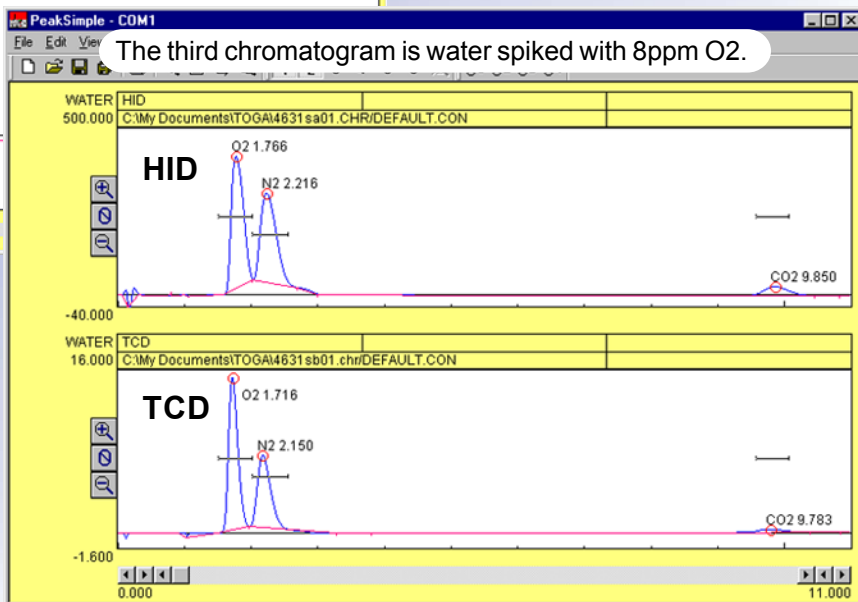 PeakSimple - COM1
File Edit View
The third chromatogram is water spiked with 8ppm O2.
WATER HID
500.000 C:\My Documents\TOGA\4631sa01.CHR/DEFAULT.CON
HID
O2 1.766
N2 2.216
CO2 9.850
-40.000
WATER TCD
16.000 C:\My Documents\TOGA\4631sb01.chr/DEFAULT.CON
TCD
O2 1.716
N2 2.150
CO2 9.783
-1.600
0.000 11.000